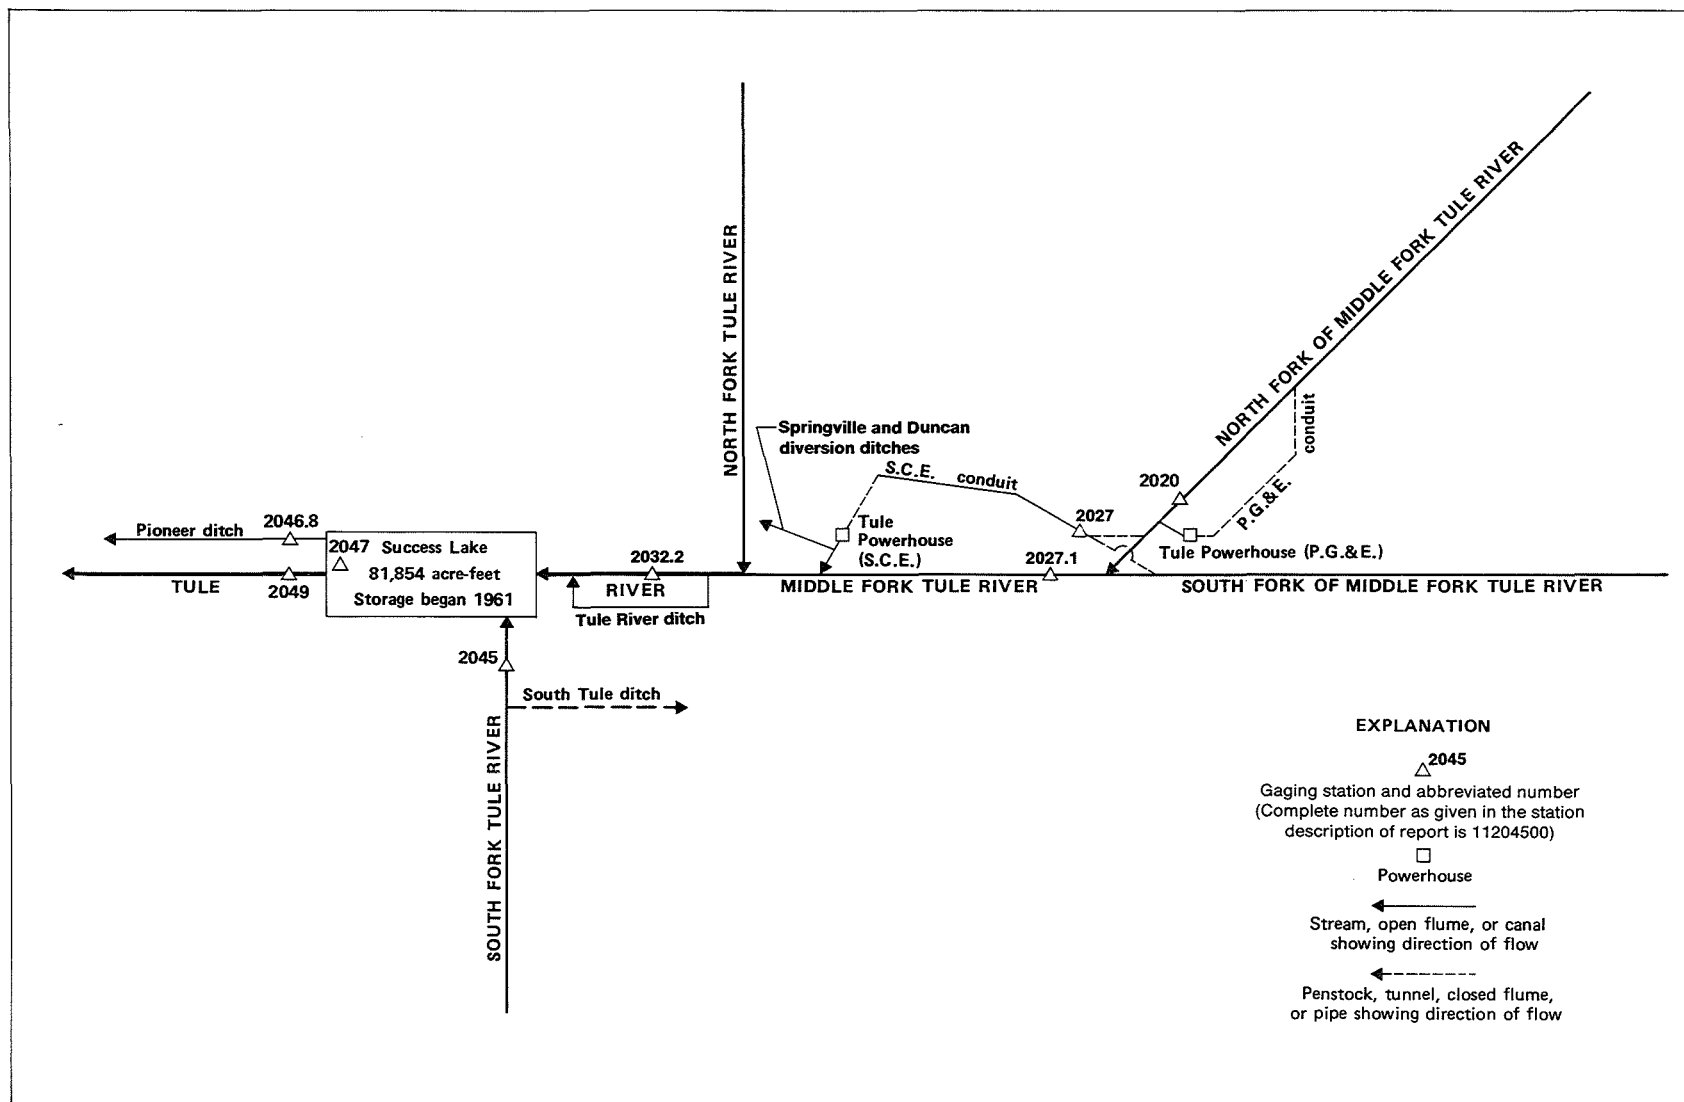 NORTH FORK TULE RIVER
NORTH FORK OF MIDDLE FORK TULE RIVER
Springville and Duncan
diversion ditches
S.C.E. conduit
conduit
P.G.&E.
2020
2027
Tule
Powerhouse
(S.C.E.)
Tule Powerhouse (P.G.&E.)
2027.1
MIDDLE FORK TULE RIVER
SOUTH FORK OF MIDDLE FORK TULE RIVER
Pioneer ditch
2046.8
2047
Success Lake
81,854 acre-feet
Storage began 1961
2032.2
TULE
2049
RIVER
Tule River ditch
2045
South Tule ditch
SOUTH FORK TULE RIVER
EXPLANATION
2045
Gaging station and abbreviated number
(Complete number as given in the station
description of report is 11204500)
Powerhouse
Stream, open flume, or canal
showing direction of flow
Penstock, tunnel, closed flume,
or pipe showing direction of flow